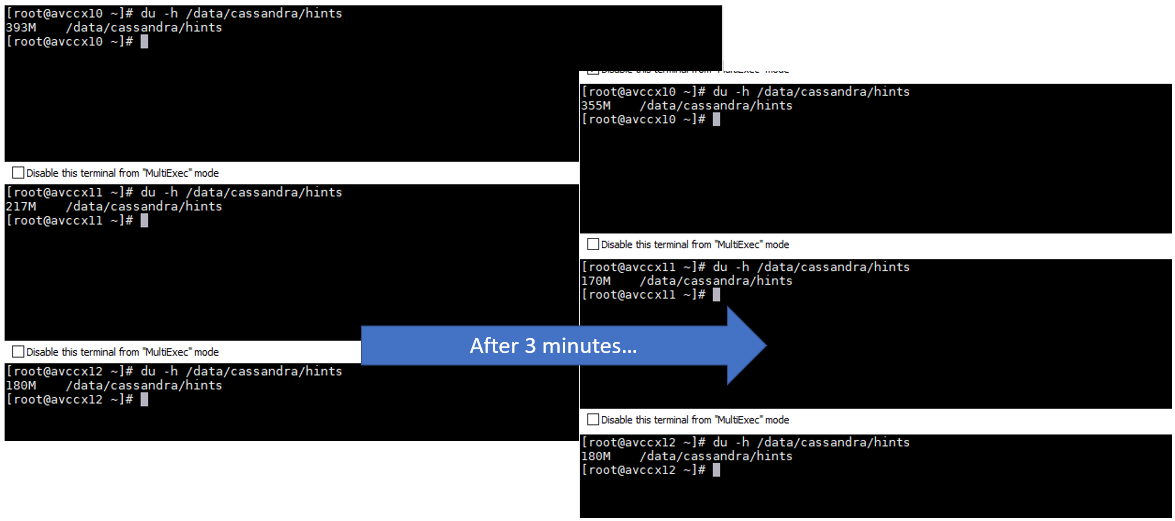 [root@avccx10 ~]# du -h /data/cassandra/hints
393M    /data/cassandra/hints
[root@avccx10 ~]#
Disable this terminal from "MultiExec" mode
[root@avccx11 ~]# du -h /data/cassandra/hints
217M    /data/cassandra/hints
[root@avccx11 ~]#
Disable this terminal from "MultiExec" mode
[root@avccx12 ~]# du -h /data/cassandra/hints
180M    /data/cassandra/hints
[root@avccx12 ~]#
After 3 minutes...
Disable this terminal from "MultiExec" mode
[root@avccx10 ~]# du -h /data/cassandra/hints
355M    /data/cassandra/hints
[root@avccx10 ~]#
Disable this terminal from "MultiExec" mode
[root@avccx11 ~]# du -h /data/cassandra/hints
170M    /data/cassandra/hints
[root@avccx11 ~]#
Disable this terminal from "MultiExec" mode
[root@avccx12 ~]# du -h /data/cassandra/hints
180M    /data/cassandra/hints
[root@avccx12 ~]#